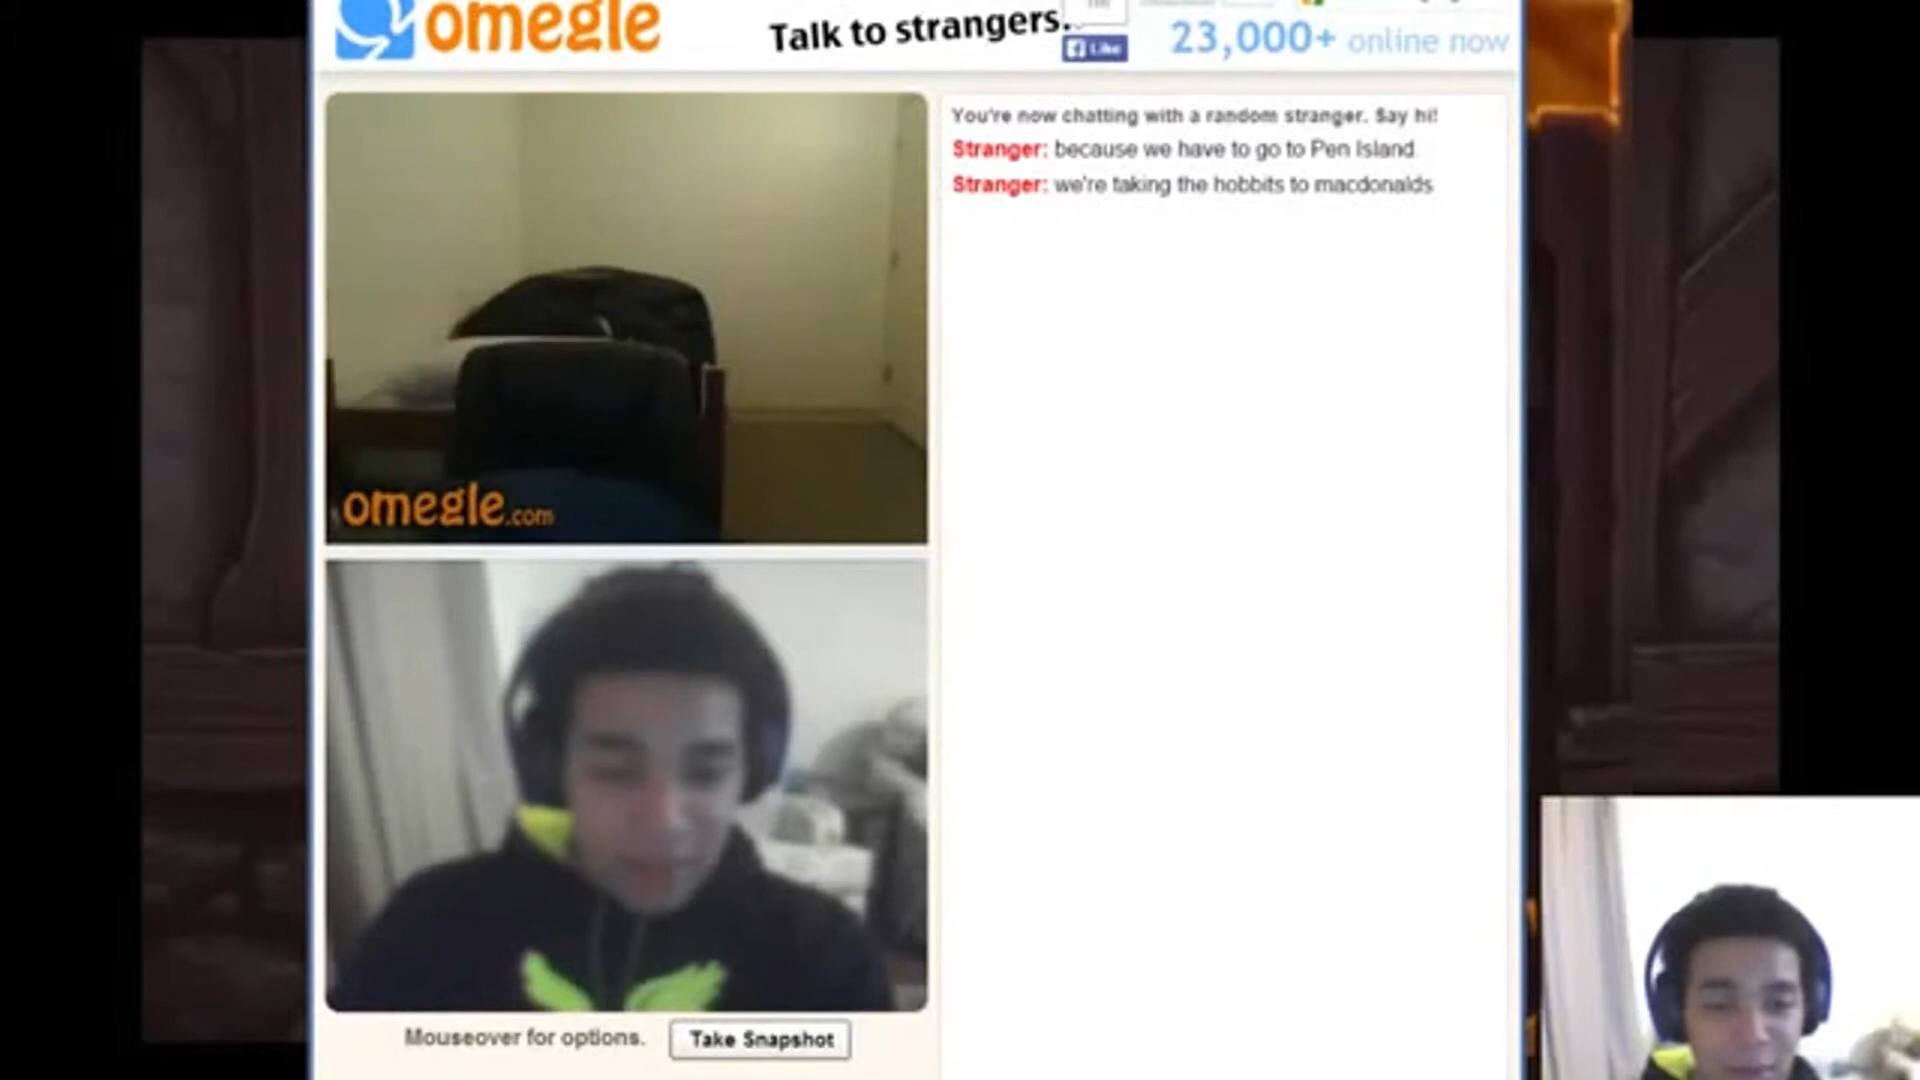 omegle
Talk to strangers.
Like
23,000+ online now
You're now chatting with a random stranger. Say hi!
Stranger: because we have to go to Pen Island
Stranger: we're taking the hobbits to macdonalds
omegle.com
Mouseover for options.
Take Snapshot